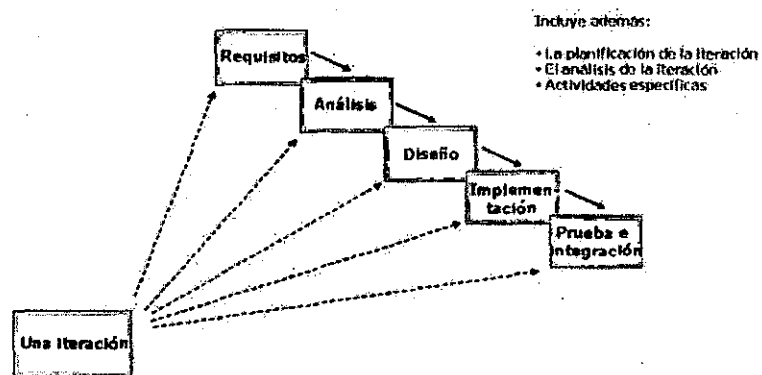 Incluye además:
• La planificación de la iteración
• El análisis de la iteración
• Actividades específicas
Requisitos
Análisis
Diseño
Implemen-
tación
Prueba e
integración
Una iteración